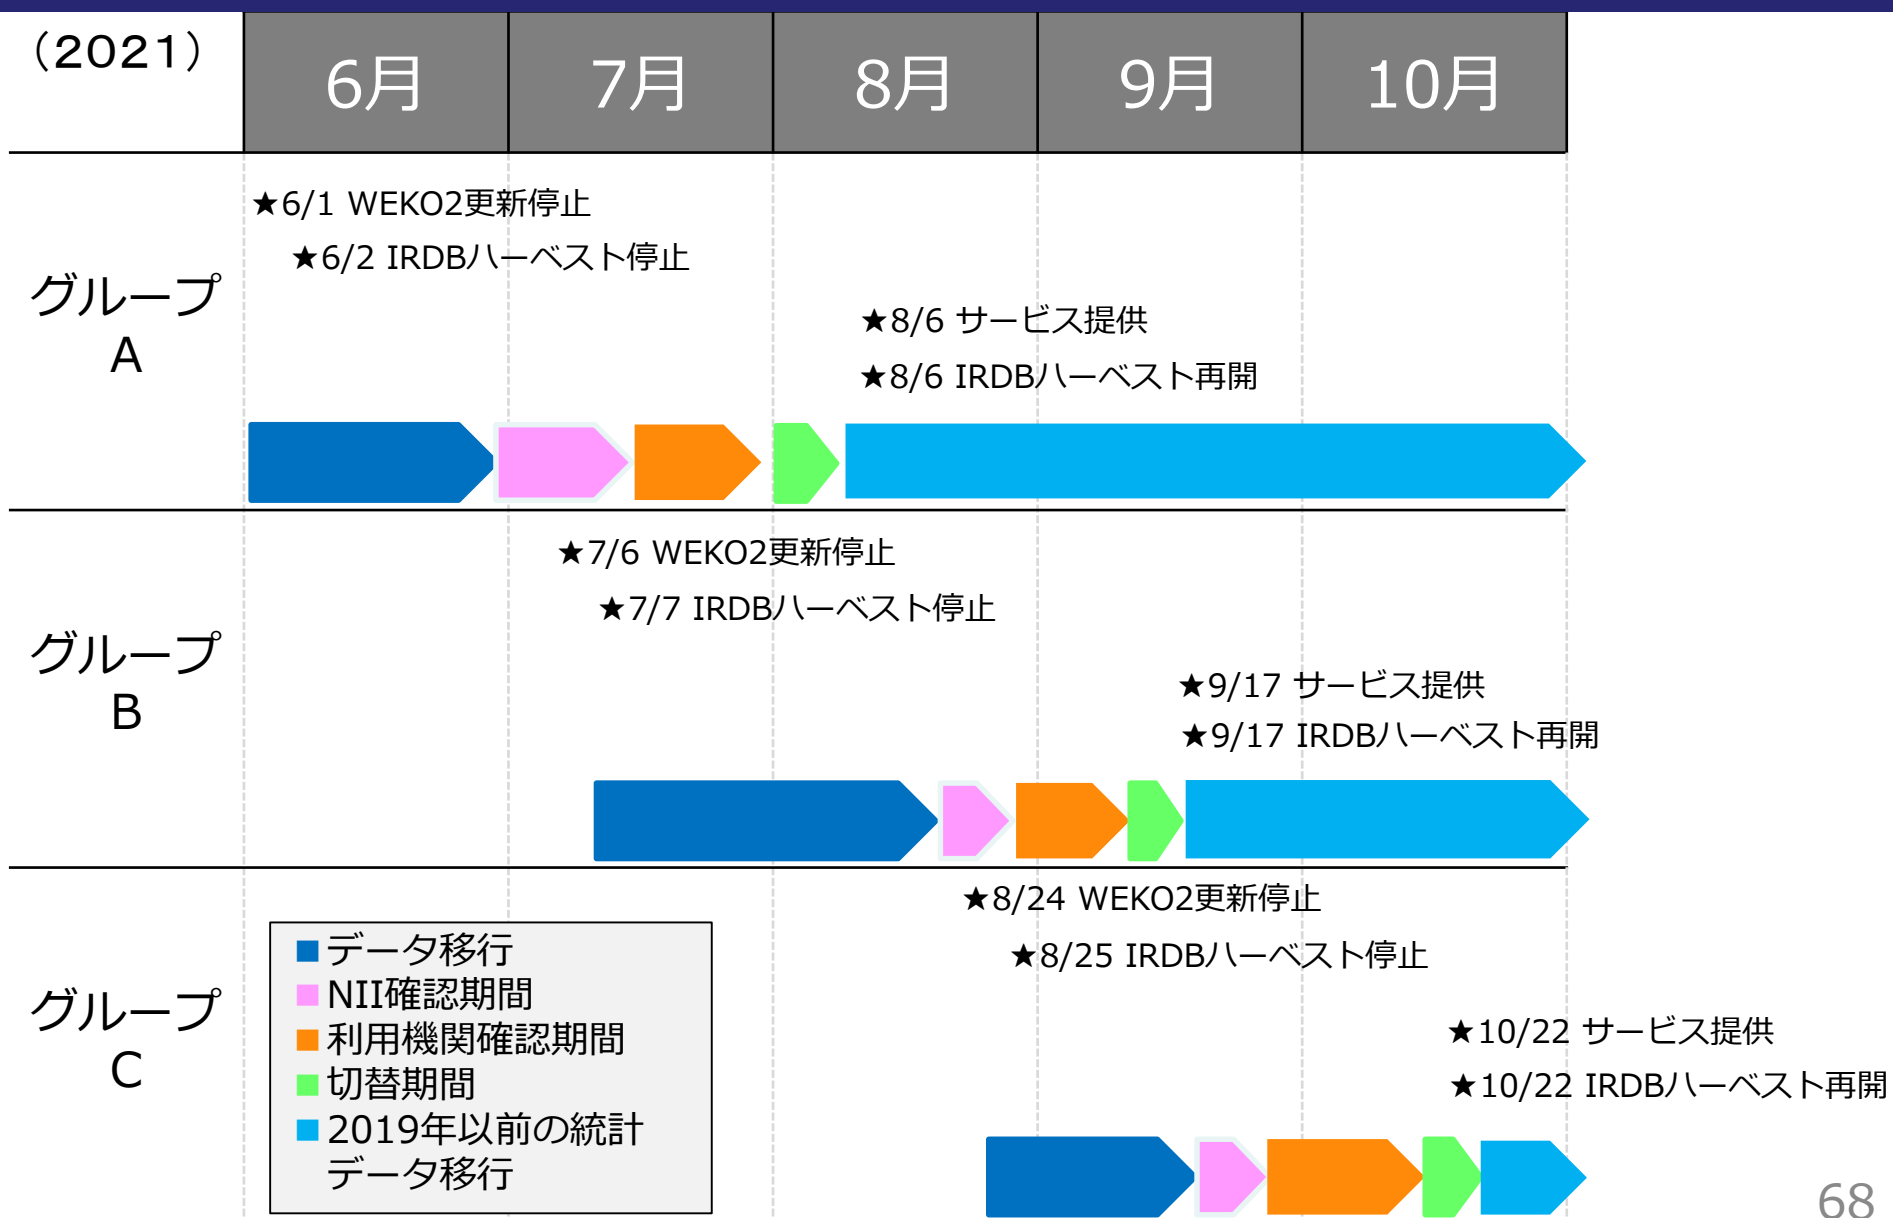 （2021）
6月
7月
8月
9月
10月
グループ
A
★6/1 WEKO2更新停止
★6/2 IRDBハーベスト停止
★8/6 サービス提供
★8/6 IRDBハーベスト再開
グループ
B
★7/6 WEKO2更新停止
★7/7 IRDBハーベスト停止
★9/17 サービス提供
★9/17 IRDBハーベスト再開
グループ
C
★8/24 WEKO2更新停止
★8/25 IRDBハーベスト停止
★10/22 サービス提供
★10/22 IRDBハーベスト再開
データ移行
NII確認期間
利用機関確認期間
切替期間
2019年以前の統計
データ移行
68